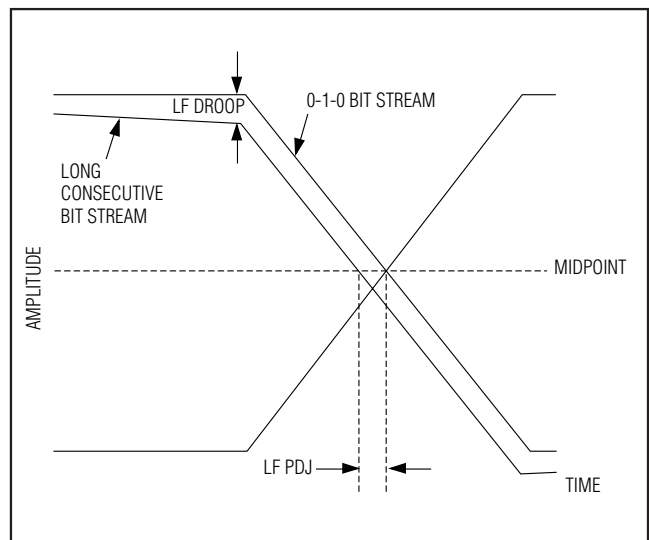 LF DROOP
0-1-0 BIT STREAM
LONG
CONSECUTIVE
BIT STREAM
AMPLITUDE
MIDPOINT
LF PDJ
TIME